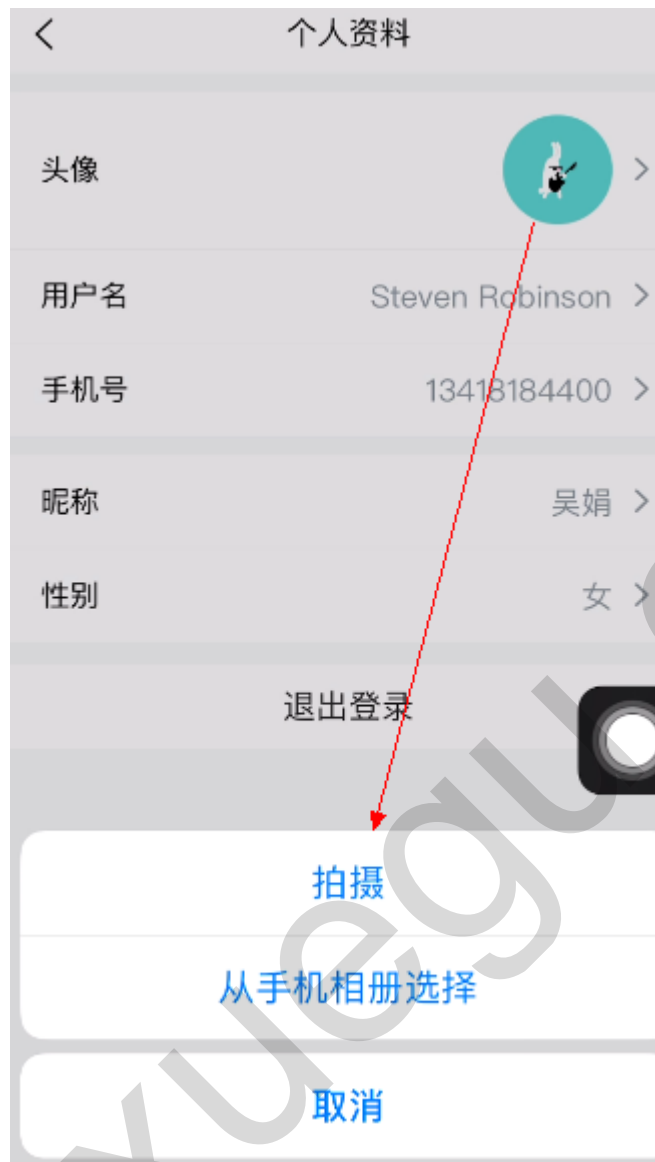 个人资料
头像
用户名 Steven Robinson
手机号 13418184400
昵称 吴娟
性别 女
退出登录
拍摄
从手机相册选择
取消
xuegu